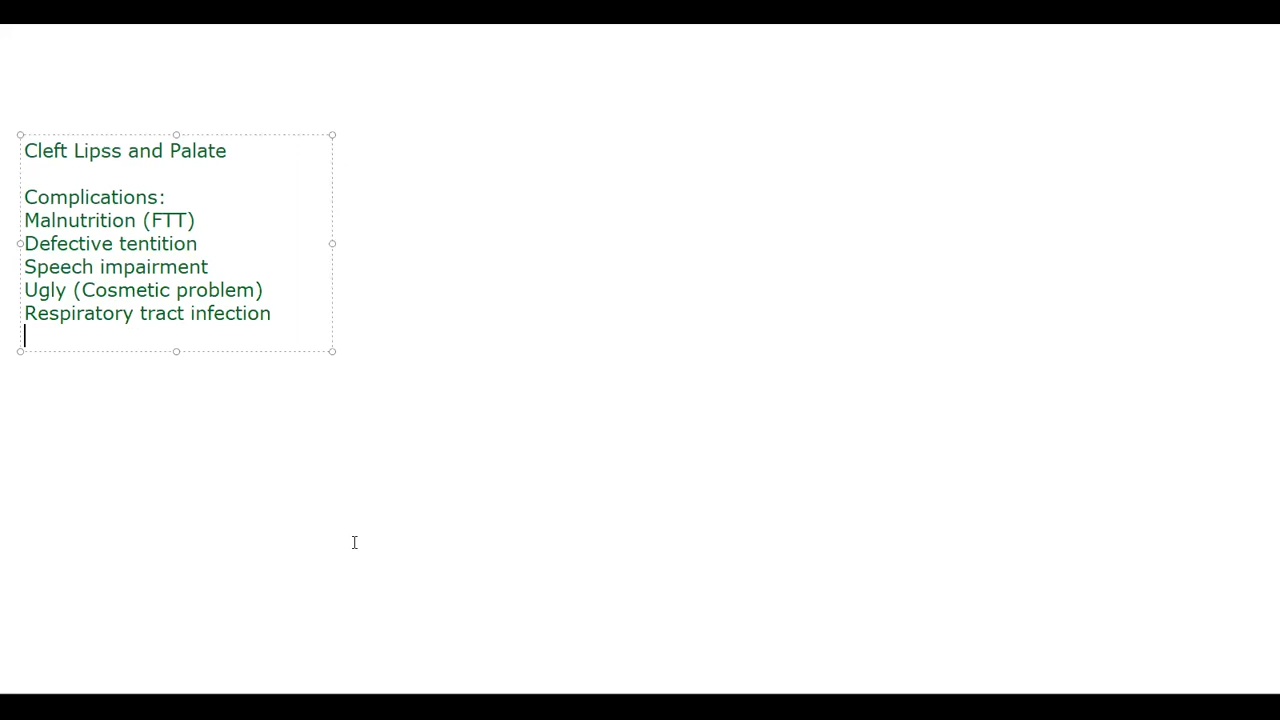 Cleft Lipss and Palate
Complications:
Malnutrition (FTT)
Defective tentition
Speech impairment
Ugly (Cosmetic problem)
Respiratory tract infection